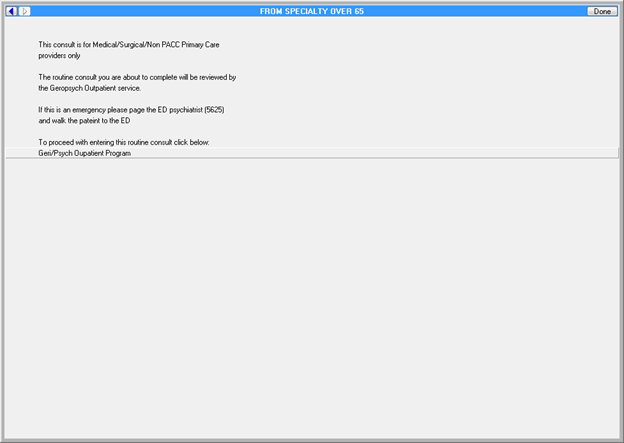 FROM SPECIALTY OVER 65
Done
This consult is for Medical/Surgical/Non PACC Primary Care
providers only
The routine consult you are about to complete will be reviewed by
the Geropsych Outpatient service.
If this is an emergency please page the ED psychiatrist (5625)
and walk the pateint to the ED
To proceed with entering this routine consult click below:
Geri/Psych Oupatient Program